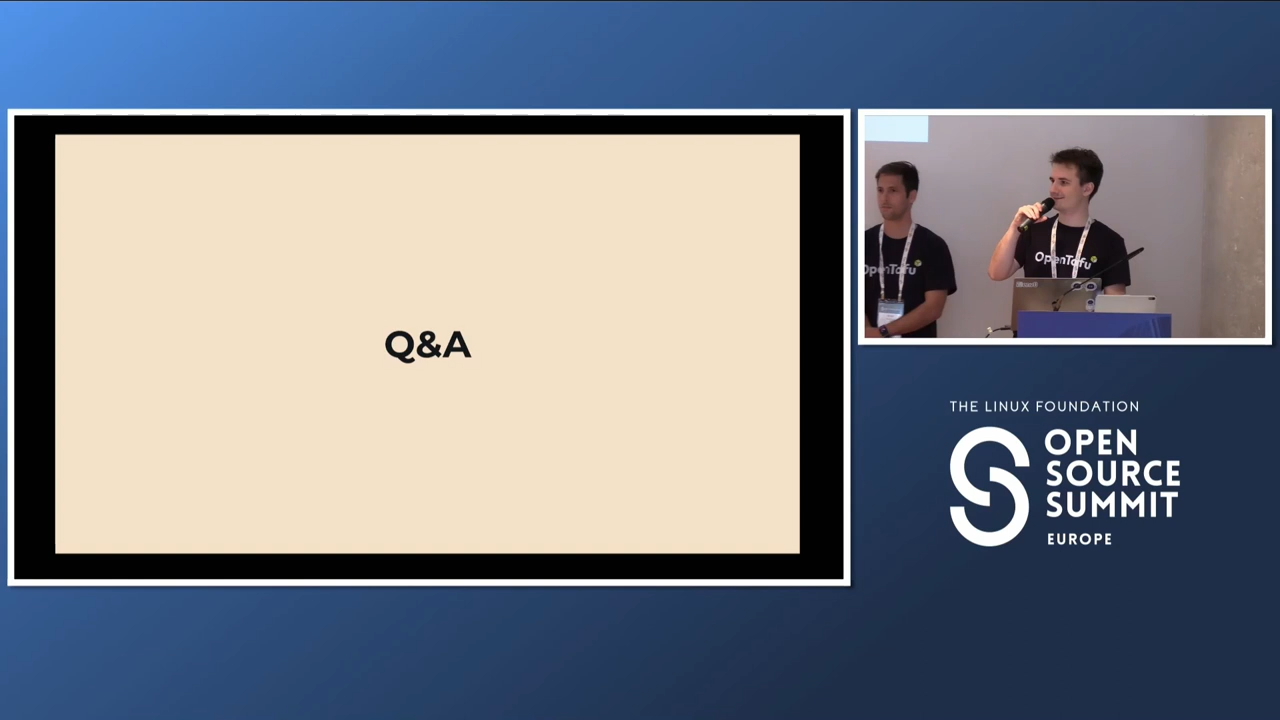 Q&A
OpenTofu
OpenTofu
THE LINUX FOUNDATION
OPEN
SOURCE
SUMMIT
EUROPE